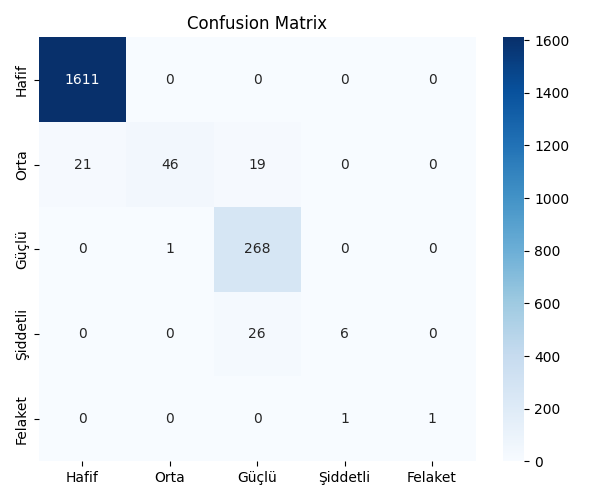 Confusion Matrix
Hafif 1611 0 0 0 0
Orta 21 46 19 0 0
Güçlü 0 1 268 0 0
Şiddetli 0 0 26 6 0
Felaket 0 0 0 1 1
Hafif Orta Güçlü Şiddetli Felaket
1600
1400
1200
1000
800
600
400
200
0